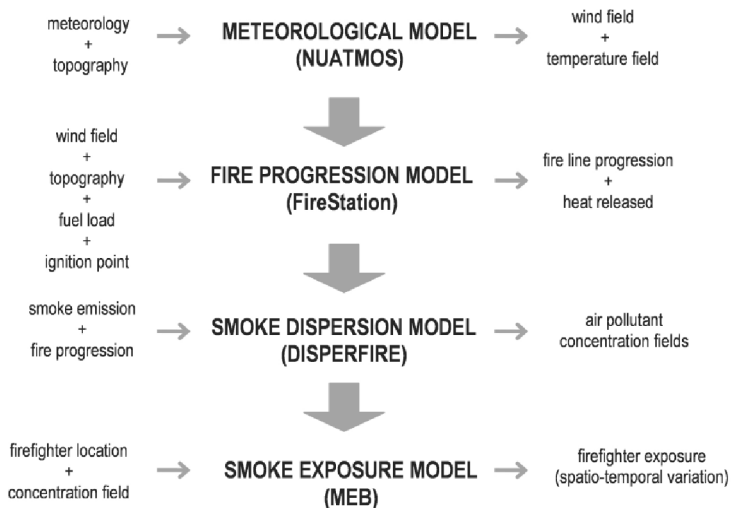 meteorology
+
topography
METEOROLOGICAL MODEL
(NUATMOS)
wind field
+
temperature field
wind field
+
topography
+
fuel load
+
ignition point
FIRE PROGRESSION MODEL
(FireStation)
fire line progression
+
heat released
smoke emission
+
fire progression
SMOKE DISPERSION MODEL
(DISPERFIRE)
air pollutant
concentration fields
firefighter location
+
concentration field
SMOKE EXPOSURE MODEL
(MEB)
firefighter exposure
(spatio-temporal variation)